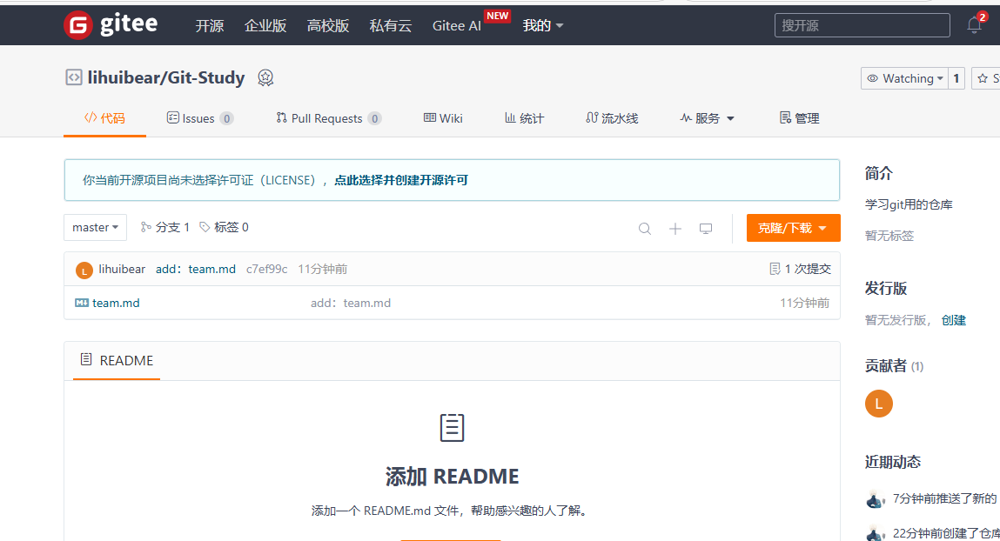 gitee 开源 企业版 高校版 私有云 Gitee AI NEW 我的 搜开源 2
lihuibear/Git-Study Watching 1 S
代码 Issues 0 Pull Requests 0 Wiki 统计 流水线 服务 管理
你当前开源项目尚未选择许可证（LICENSE），点此选择并创建开源许可
master 分支 1 标签 0 克隆/下载
L lihuibear add：team.md c7ef99c 11分钟前 1 次提交
M↓ team.md add：team.md 11分钟前
README
添加 README
添加一个 README.md 文件，帮助感兴趣的人了解。
简介
学习git用的仓库
暂无标签
发行版
暂无发行版， 创建
贡献者 (1)
L
近期动态
7分钟前推送了新的
22分钟前创建了仓库